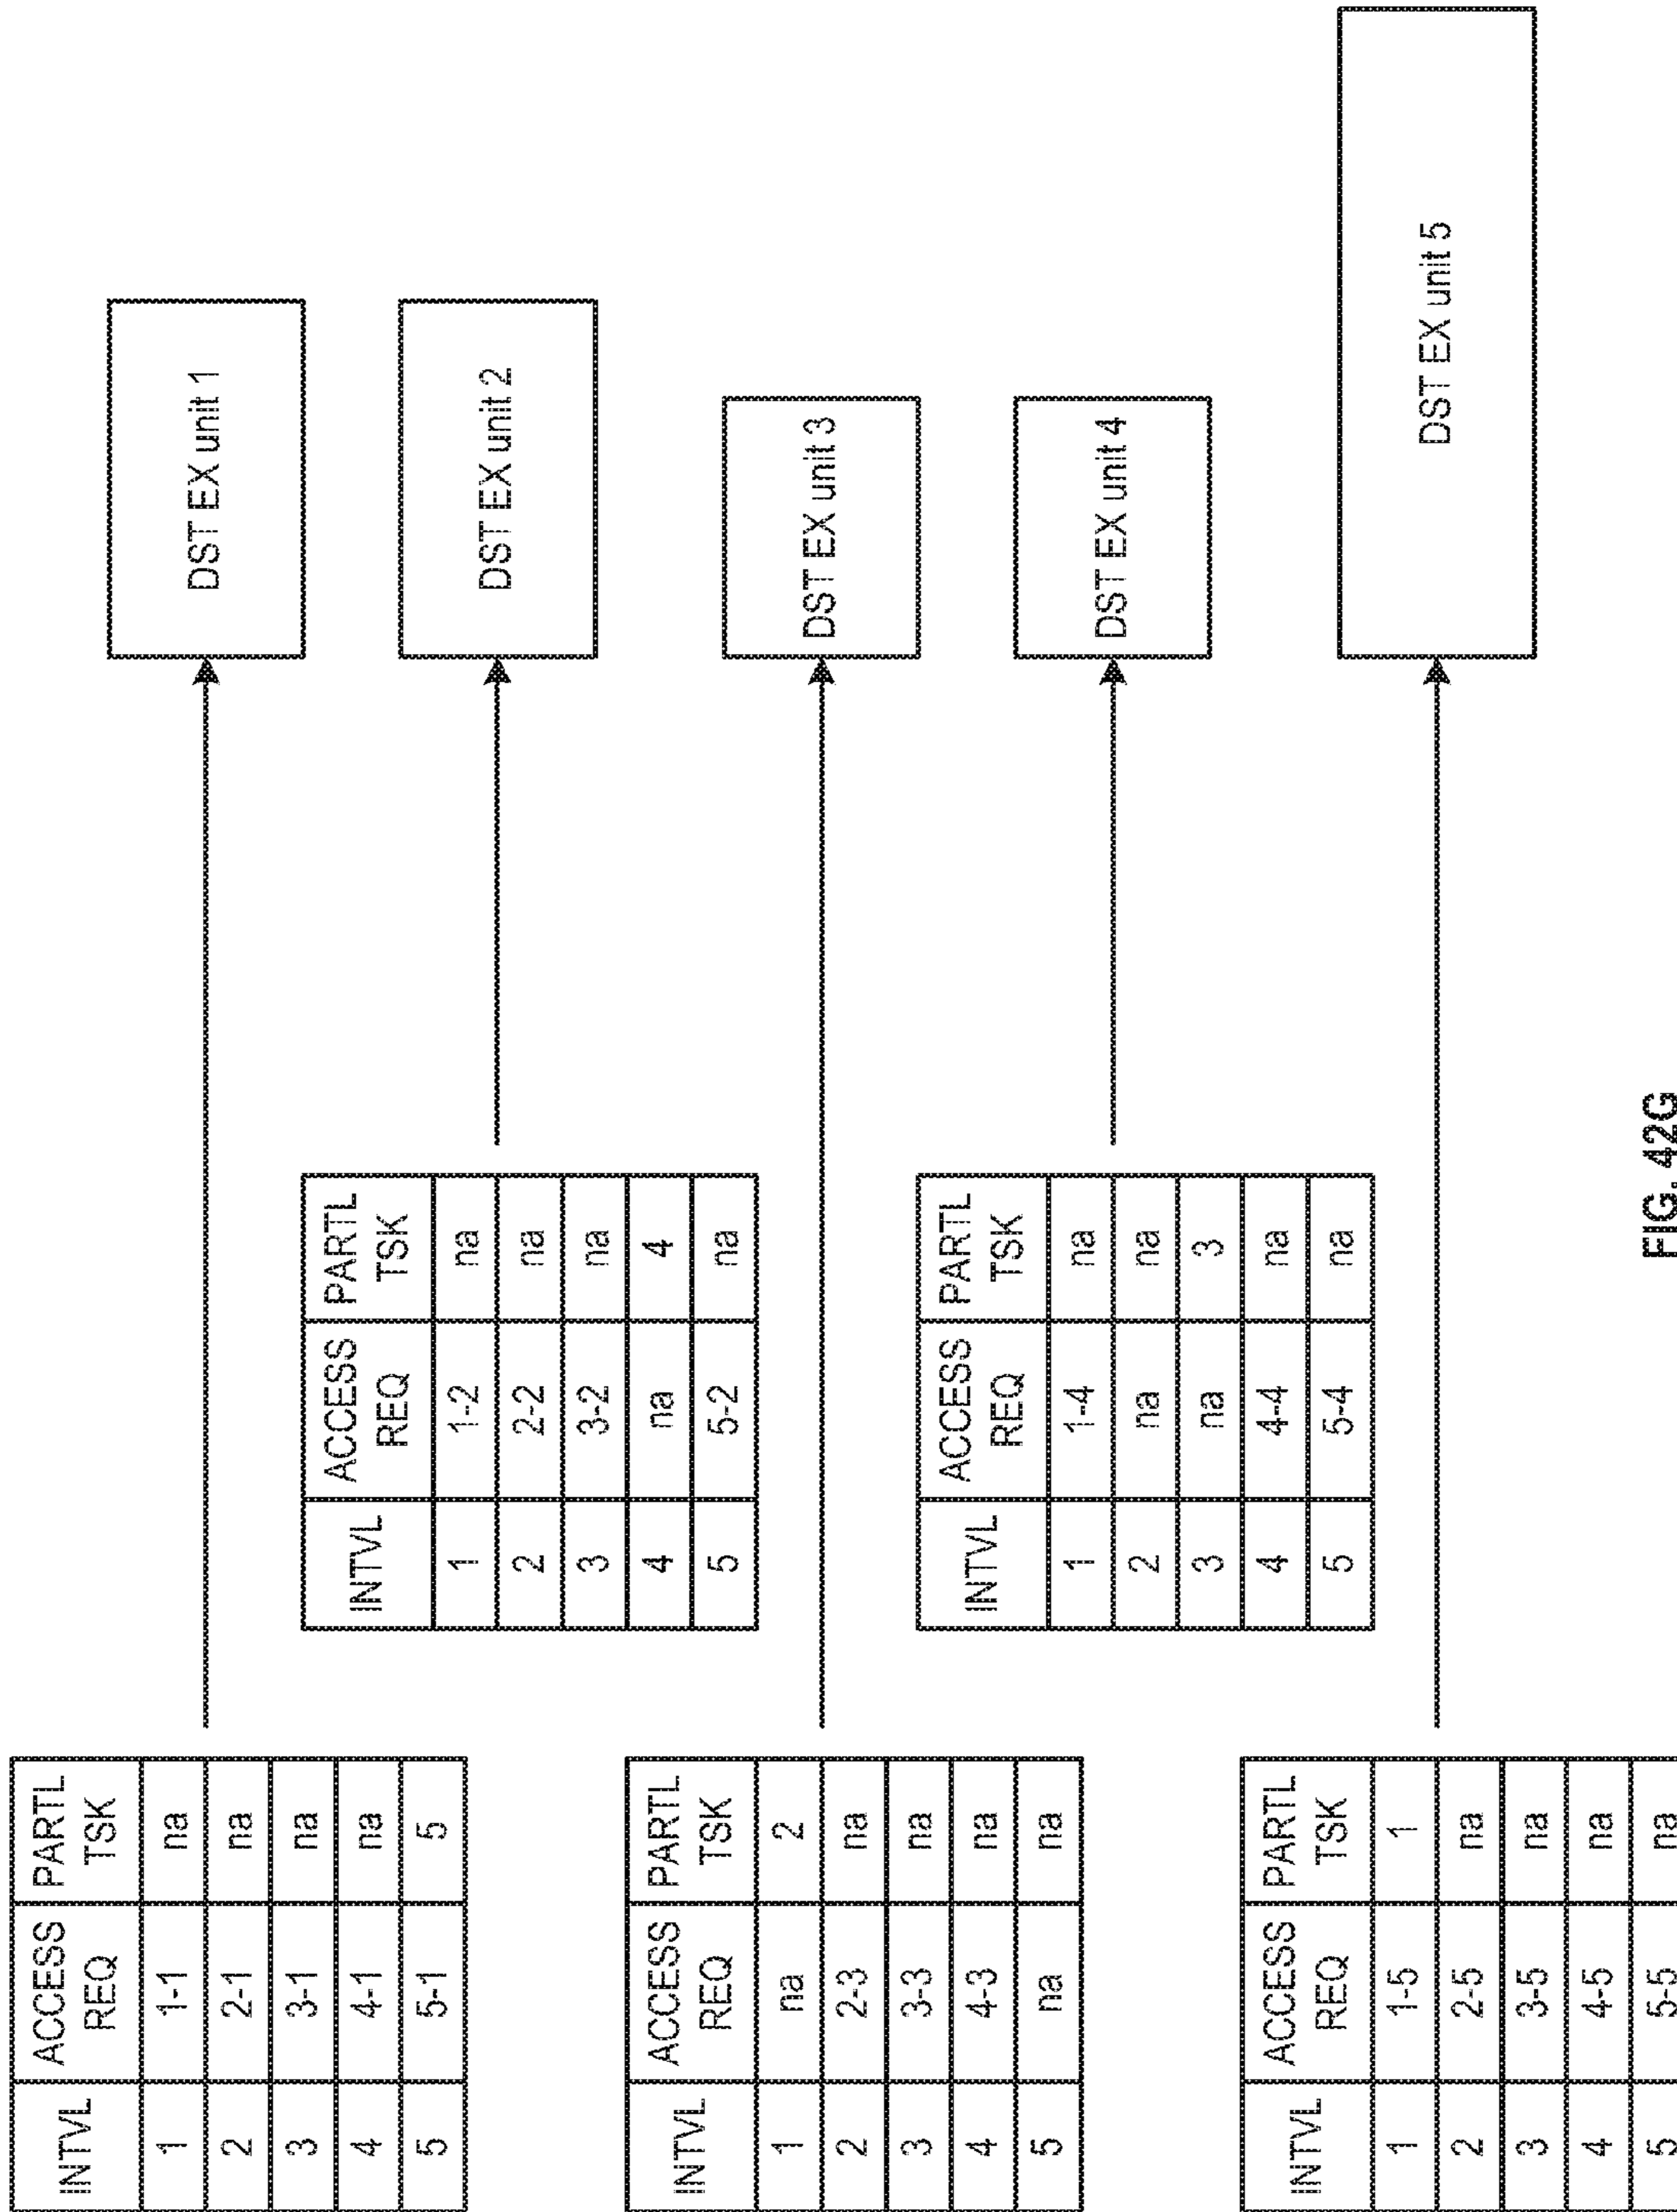 INTVL ACCESS REQ PARTL TSK
1 1-1 na
2 2-1 na
3 3-1 na
4 4-1 na
5 5-1 5
DST EX unit 1
INTVL ACCESS REQ PARTL TSK
1 1-2 na
2 2-2 na
3 3-2 na
4 na 4
5 5-2 na
DST EX unit 2
INTVL ACCESS REQ PARTL TSK
1 na 2
2 2-3 na
3 3-3 na
4 4-3 na
5 na na
DST EX unit 3
INTVL ACCESS REQ PARTL TSK
1 1-4 na
2 na na
3 na 3
4 4-4 na
5 5-4 na
DST EX unit 4
INTVL ACCESS REQ PARTL TSK
1 1-5 1
2 2-5 na
3 3-5 na
4 4-5 na
5 5-5 na
DST EX unit 5
FIG. 42G